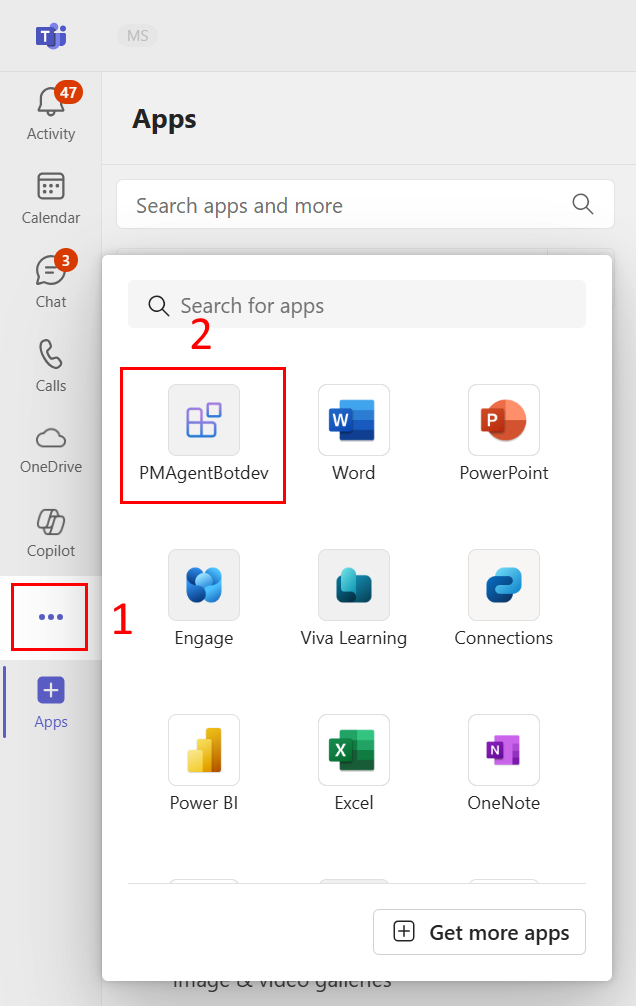 MS
47
Activity
Apps
Calendar
Search apps and more
3
Chat
Search for apps
2
Calls
PMAgentBotdev
Word
PowerPoint
OneDrive
Copilot
1
Engage
Viva Learning
Connections
Apps
Power BI
Excel
OneNote
Get more apps
image & video galleries